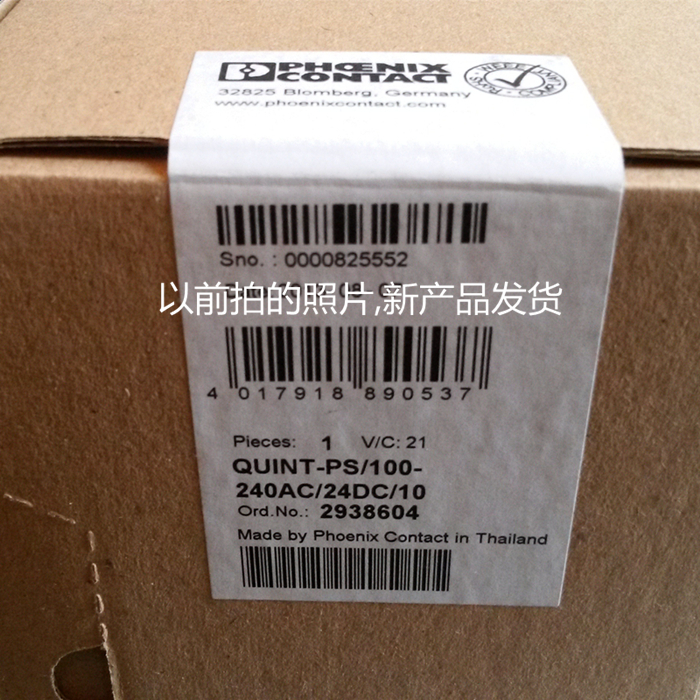 PHŒNIX
CONTACT
32825 Blomberg, Germany
www.phoenixcontact.com
Sno.: 0000825552
以前拍的照片,新产品发货
4 017918 890537
Pieces: 1 V/C: 21
QUINT-PS/100-
240AC/24DC/10
Ord.No.: 2938604
Made by Phoenix Contact in Thailand